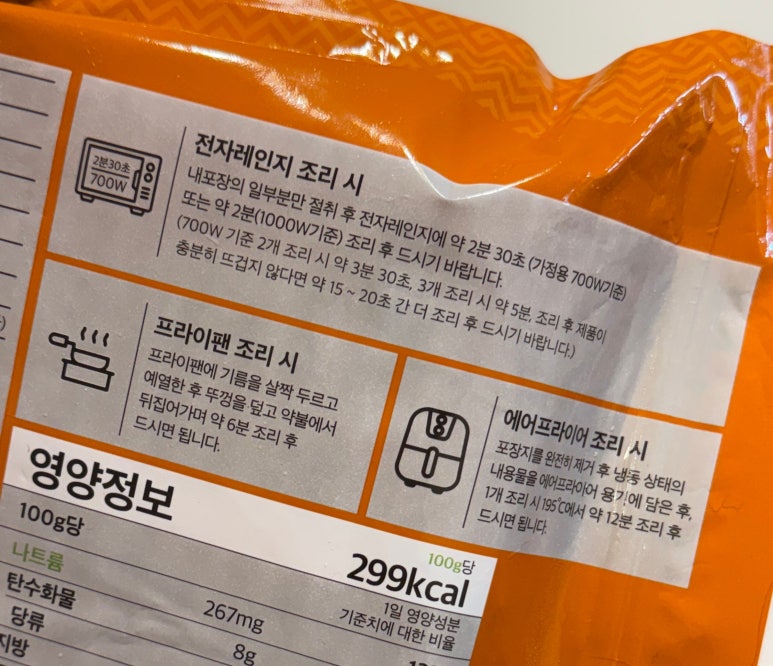 2분30초
700W
전자레인지 조리 시
내포장의 일부분만 절취 후 전자레인지에 약 2분 30초 (가정용 700W기준)
또는 약 2분(1000W기준) 조리 후 드시기 바랍니다.
(700W 기준 2개 조리 시 약 3분 30초, 3개 조리 시 약 5분, 조리 후 제품이
충분히 뜨겁지 않다면 약 15 ~ 20초 간 더 조리 후 드시기 바랍니다.)
프라이팬 조리 시
프라이팬에 기름을 살짝 두르고
예열한 후 뚜껑을 덮고 약불에서
뒤집어가며 약 6분 조리 후
드시면 됩니다.
에어프라이어 조리 시
포장지를 완전히 제거 후 냉동 상태의
내용물을 에어프라이어 용기에 담은 후,
1개 조리 시 195℃에서 약 12분 조리 후
드시면 됩니다.
영양정보
100g당
299kcal
100g당
1일 영양성분
기준치에 대한 비율
나트륨
267mg
탄수화물
8g
당류
지방